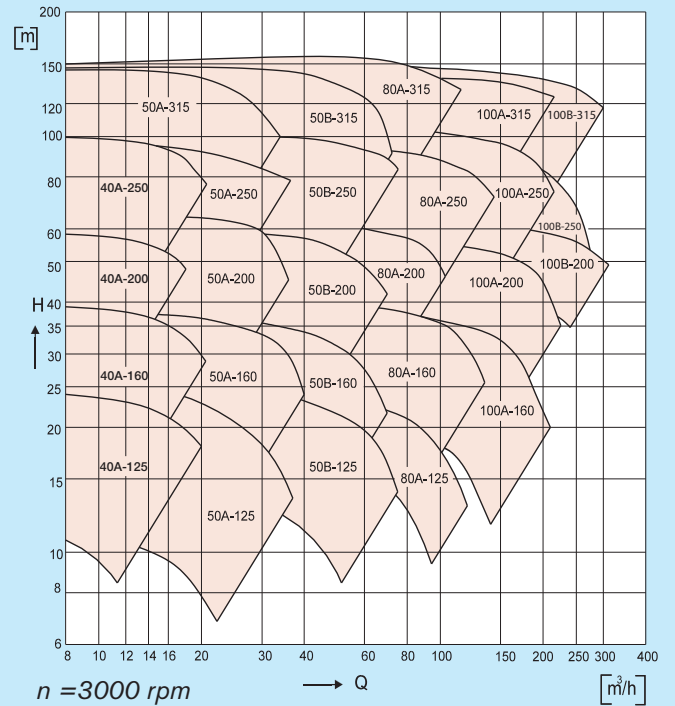 200
[m]
150
50A-315
80A-315
120
50B-315
100A-315
100B-315
100
80
40A-250
50A-250
50B-250
80A-250
100A-250
100B-250
60
50
40A-200
50A-200
50B-200
80A-200
100A-200
100B-200
H
40
35
30
25
40A-160
50A-160
50B-160
80A-160
100A-160
20
15
40A-125
50A-125
50B-125
80A-125
10
8
6
8 10 12 14 16 20 30 40 60 80 100 150 200 250 300 400
n =3000 rpm
Q
[m³/h]